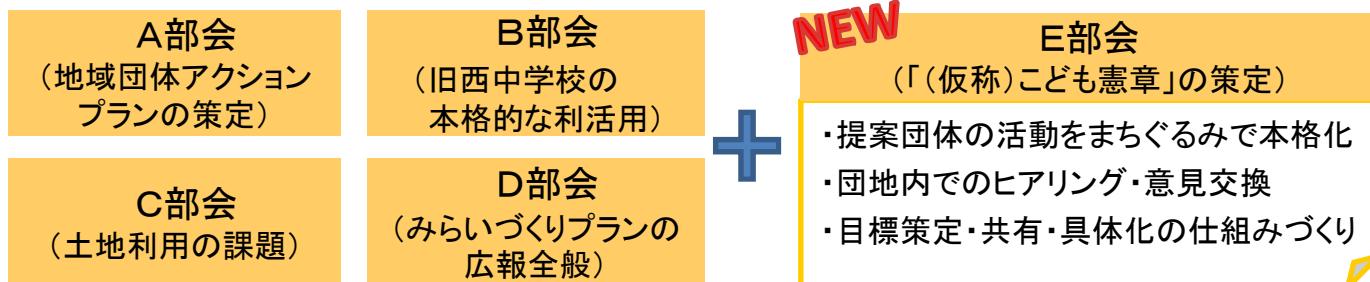 A部会
（地域団体アクション
プランの策定）
B部会
（旧西中学校の
本格的な利活用）
C部会
（土地利用の課題）
D部会
（みらいづくりプランの
広報全般）
NEW
E部会
（「（仮称）こども憲章」の策定）
・提案団体の活動をまちぐるみで本格化
・団地内でのヒアリング・意見交換
・目標策定・共有・具体化の仕組みづくり